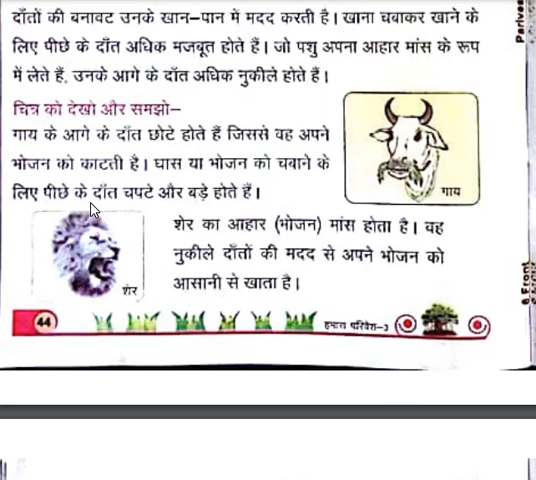 दाँतों की बनावट उनके खान-पान में मदद करती है। खाना चबाकर खाने के
लिए पीछे के दाँत अधिक मजबूत होते हैं। जो पशु अपना आहार मांस के रूप
में लेते हैं, उनके आगे के दाँत अधिक नुकीले होते हैं।
चित्र को देखो और समझो–
गाय के आगे के दाँत छोटे होते हैं जिससे वह अपने
भोजन को काटती है। घास या भोजन को चबाने के
लिए पीछे के दाँत चपटे और बड़े होते हैं।
गाय
शेर का आहार (भोजन) मांस होता है। वह
नुकीले दाँतों की मदद से अपने भोजन को
आसानी से खाता है।
शेर
44
हमारा परिवेश–3